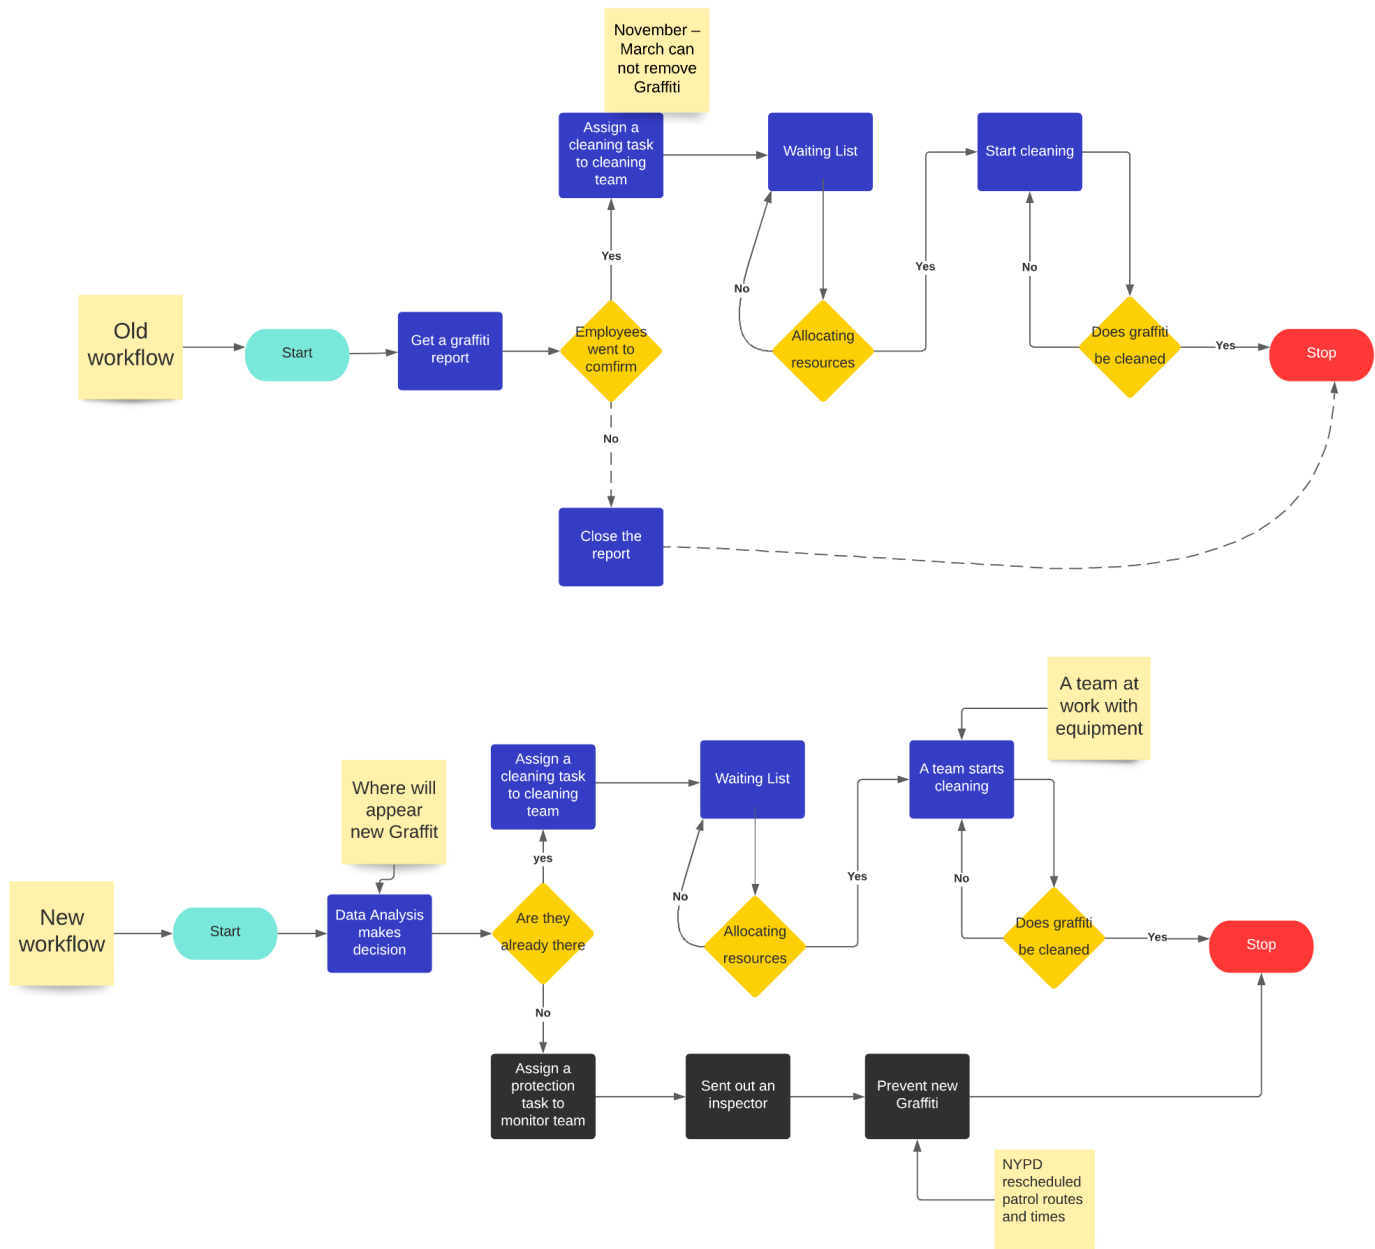 November –
March can
not remove
Graffiti
Assign a
cleaning task
to cleaning
team
Waiting List
Start cleaning
Yes
No
Yes
No
Old
workflow
Start
Get a graffiti
report
Employees
went to
comfirm
Allocating
resources
Does graffiti
be cleaned
Yes
Stop
No
Close the
report
A team at
work with
equipment
Where will
appear
new Graffit
Assign a
cleaning task
to cleaning
team
Waiting List
A team starts
cleaning
yes
No
Yes
No
New
workflow
Start
Data Analysis
makes
decision
Are they
already there
Allocating
resources
Does graffiti
be cleaned
Yes
Stop
No
Assign a
protection
task to
monitor team
Sent out an
inspector
Prevent new
Graffiti
NYPD
rescheduled
patrol routes
and times